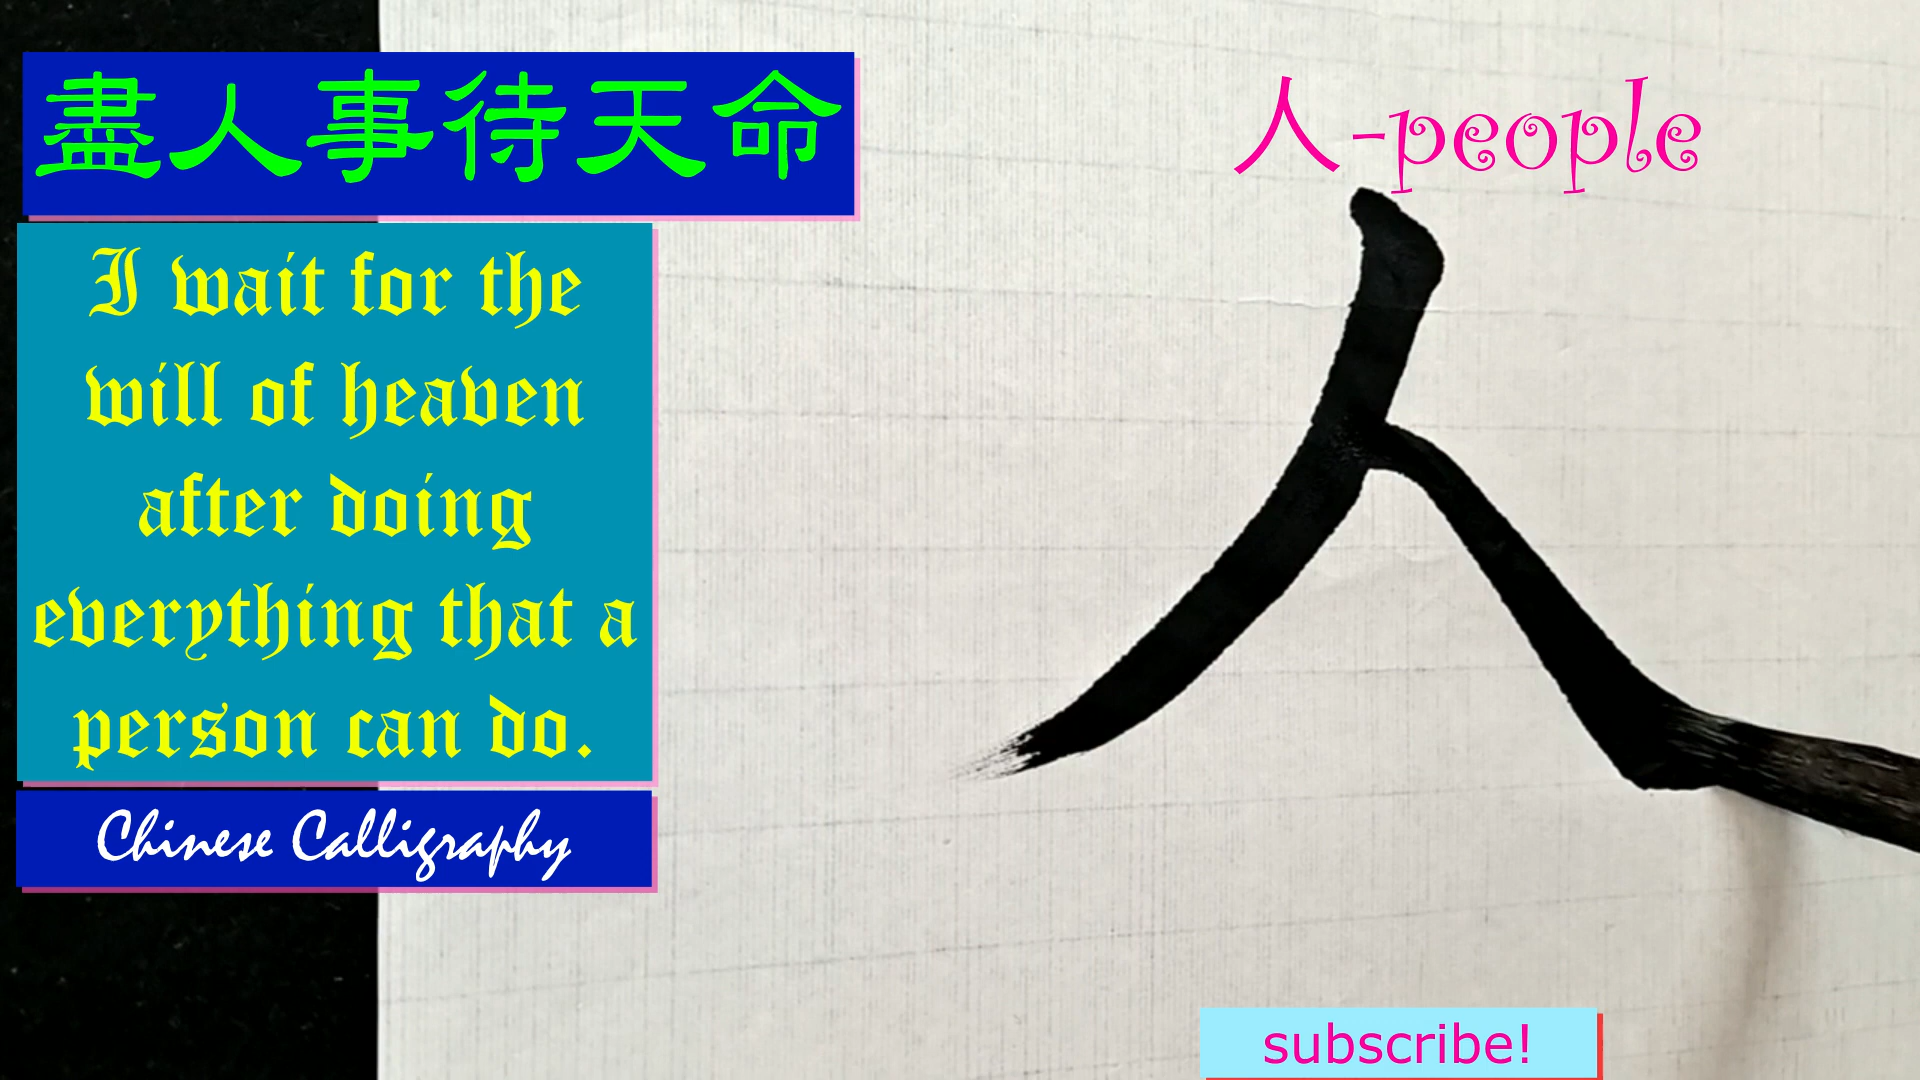 盡人事待天命
I wait for the
will of heaven
after doing
everything that a
person can do.
Chinese Calligraphy
人-people
人
subscribe!